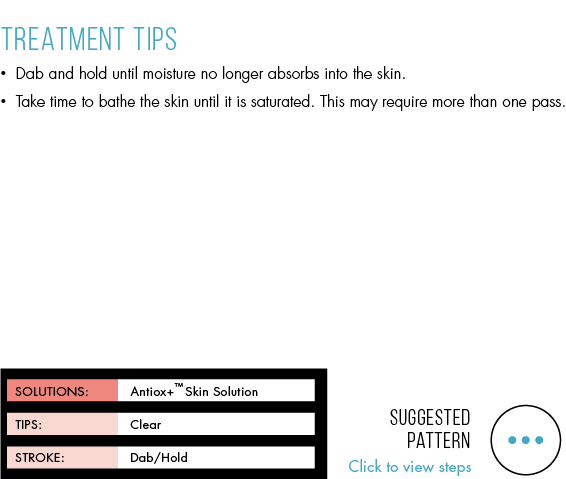 TREATMENT TIPS
• Dab and hold until moisture no longer absorbs into the skin.
• Take time to bathe the skin until it is saturated. This may require more than one pass.
SOLUTIONS: Antiox+™ Skin Solution
TIPS: Clear
STROKE: Dab/Hold
SUGGESTED
PATTERN
Click to view steps